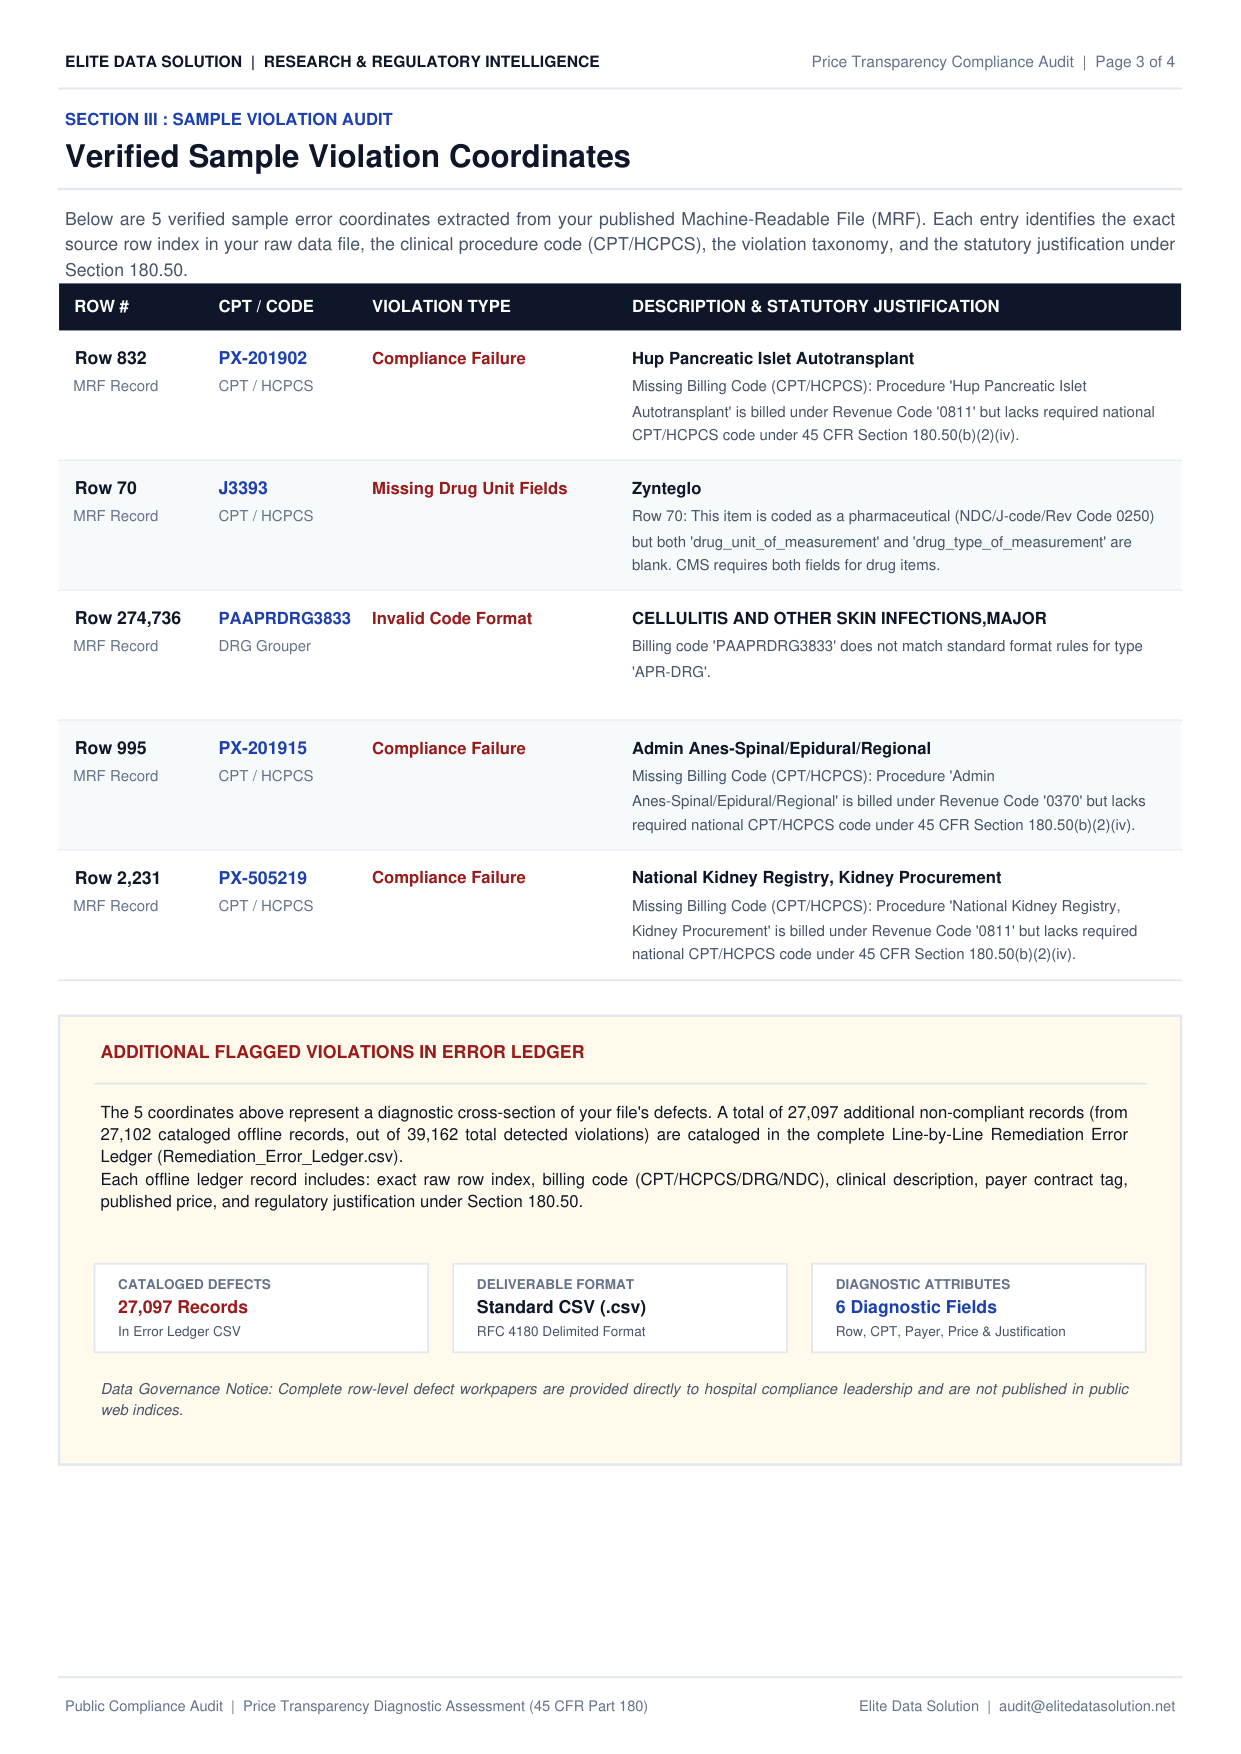 ELITE DATA SOLUTION | RESEARCH & REGULATORY INTELLIGENCE
Price Transparency Compliance Audit | Page 3 of 4
SECTION III : SAMPLE VIOLATION AUDIT
Verified Sample Violation Coordinates
Below are 5 verified sample error coordinates extracted from your published Machine-Readable File (MRF). Each entry identifies the exact
source row index in your raw data file, the clinical procedure code (CPT/HCPCS), the violation taxonomy, and the statutory justification under
Section 180.50.
ROW # CPT / CODE VIOLATION TYPE DESCRIPTION & STATUTORY JUSTIFICATION
Row 832 PX-201902 Compliance Failure Hup Pancreatic Islet Autotransplant
MRF Record CPT / HCPCS Missing Billing Code (CPT/HCPCS): Procedure 'Hup Pancreatic Islet
Autotransplant' is billed under Revenue Code '0811' but lacks required national
CPT/HCPCS code under 45 CFR Section 180.50(b)(2)(iv).
Row 70 J3393 Missing Drug Unit Fields Zynteglo
MRF Record CPT / HCPCS Row 70: This item is coded as a pharmaceutical (NDC/J-code/Rev Code 0250)
but both 'drug_unit_of_measurement' and 'drug_type_of_measurement' are
blank. CMS requires both fields for drug items.
Row 274,736 PAAPRDRG3833 Invalid Code Format CELLULITIS AND OTHER SKIN INFECTIONS,MAJOR
MRF Record DRG Grouper Billing code 'PAAPRDRG3833' does not match standard format rules for type
'APR-DRG'.
Row 995 PX-201915 Compliance Failure Admin Anes-Spinal/Epidural/Regional
MRF Record CPT / HCPCS Missing Billing Code (CPT/HCPCS): Procedure 'Admin
Anes-Spinal/Epidural/Regional' is billed under Revenue Code '0370' but lacks
required national CPT/HCPCS code under 45 CFR Section 180.50(b)(2)(iv).
Row 2,231 PX-505219 Compliance Failure National Kidney Registry, Kidney Procurement
MRF Record CPT / HCPCS Missing Billing Code (CPT/HCPCS): Procedure 'National Kidney Registry,
Kidney Procurement' is billed under Revenue Code '0811' but lacks required
national CPT/HCPCS code under 45 CFR Section 180.50(b)(2)(iv).
ADDITIONAL FLAGGED VIOLATIONS IN ERROR LEDGER
The 5 coordinates above represent a diagnostic cross-section of your file's defects. A total of 27,097 additional non-compliant records (from
27,102 cataloged offline records, out of 39,162 total detected violations) are cataloged in the complete Line-by-Line Remediation Error
Ledger (Remediation_Error_Ledger.csv).
Each offline ledger record includes: exact raw row index, billing code (CPT/HCPCS/DRG/NDC), clinical description, payer contract tag,
published price, and regulatory justification under Section 180.50.
CATALOGED DEFECTS
27,097 Records
In Error Ledger CSV
DELIVERABLE FORMAT
Standard CSV (.csv)
RFC 4180 Delimited Format
DIAGNOSTIC ATTRIBUTES
6 Diagnostic Fields
Row, CPT, Payer, Price & Justification
Data Governance Notice: Complete row-level defect workpapers are provided directly to hospital compliance leadership and are not published in public
web indices.
Public Compliance Audit | Price Transparency Diagnostic Assessment (45 CFR Part 180)
Elite Data Solution | audit@elitedatasolution.net